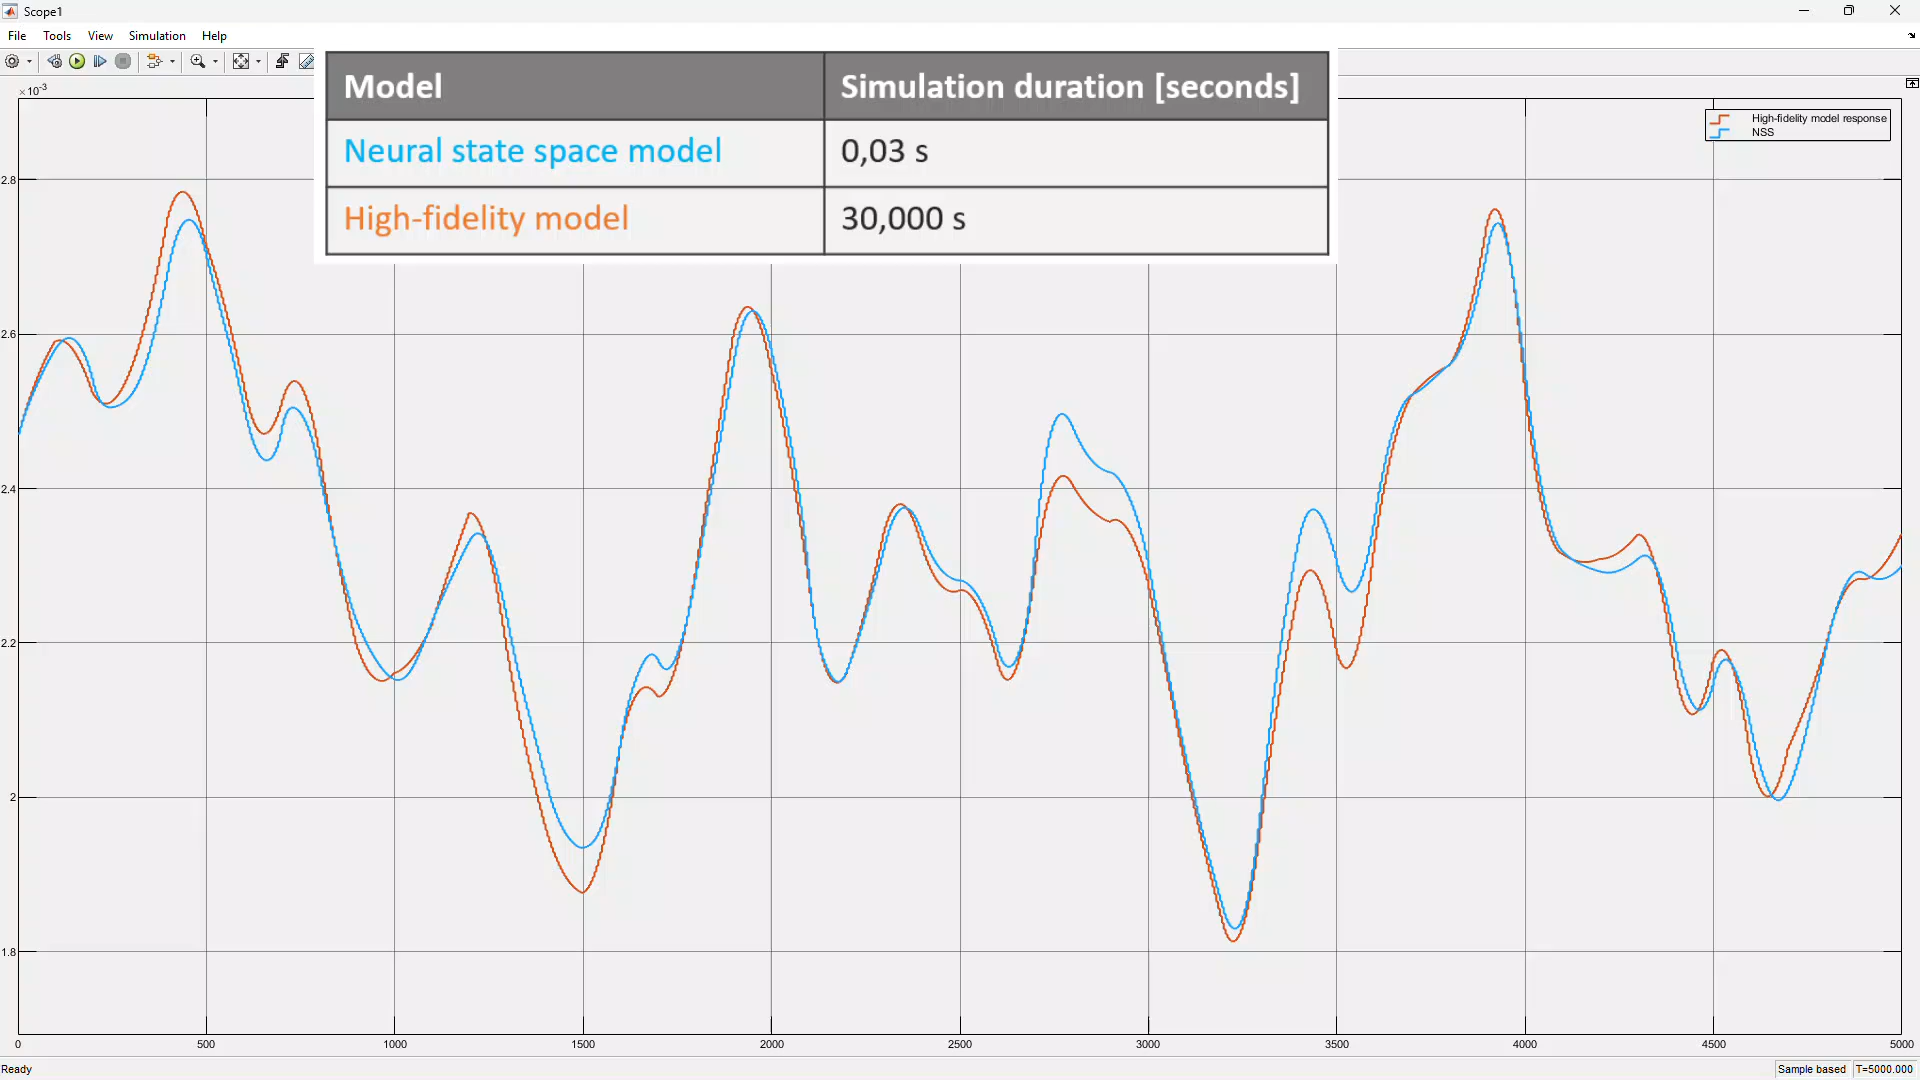 Scope1
File Tools View Simulation Help
Model Simulation duration [seconds]
Neural state space model 0,03 s
High-fidelity model 30,000 s
×10-3
High-fidelity model response
NSS
2.8
2.6
2.4
2.2
2
1.8
0 500 1000 1500 2000 2500 3000 3500 4000 4500 5000
Ready Sample based T=5000.000